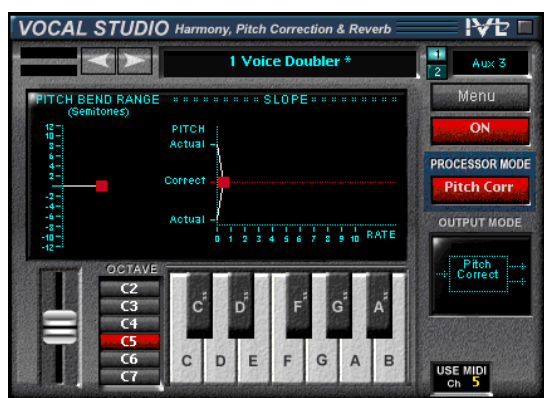 VOCAL STUDIO Harmony, Pitch Correction & Reverb IVL
1 Voice Doubler *
1
2
Aux 3
Menu
ON
PROCESSOR MODE
Pitch Corr
OUTPUT MODE
Pitch
Correct
PITCH BEND RANGE
(Semitones)
12
10
8
6
4
2
-2
-4
-6
-8
-10
-12
SLOPE
PITCH
Actual
Correct
Actual
0 1 2 3 4 5 6 7 8 9 10 RATE
OCTAVE
C2
C3
C4
C5
C6
C7
C# D# F# G# A#
C D E F G A B
USE MIDI
Ch 5